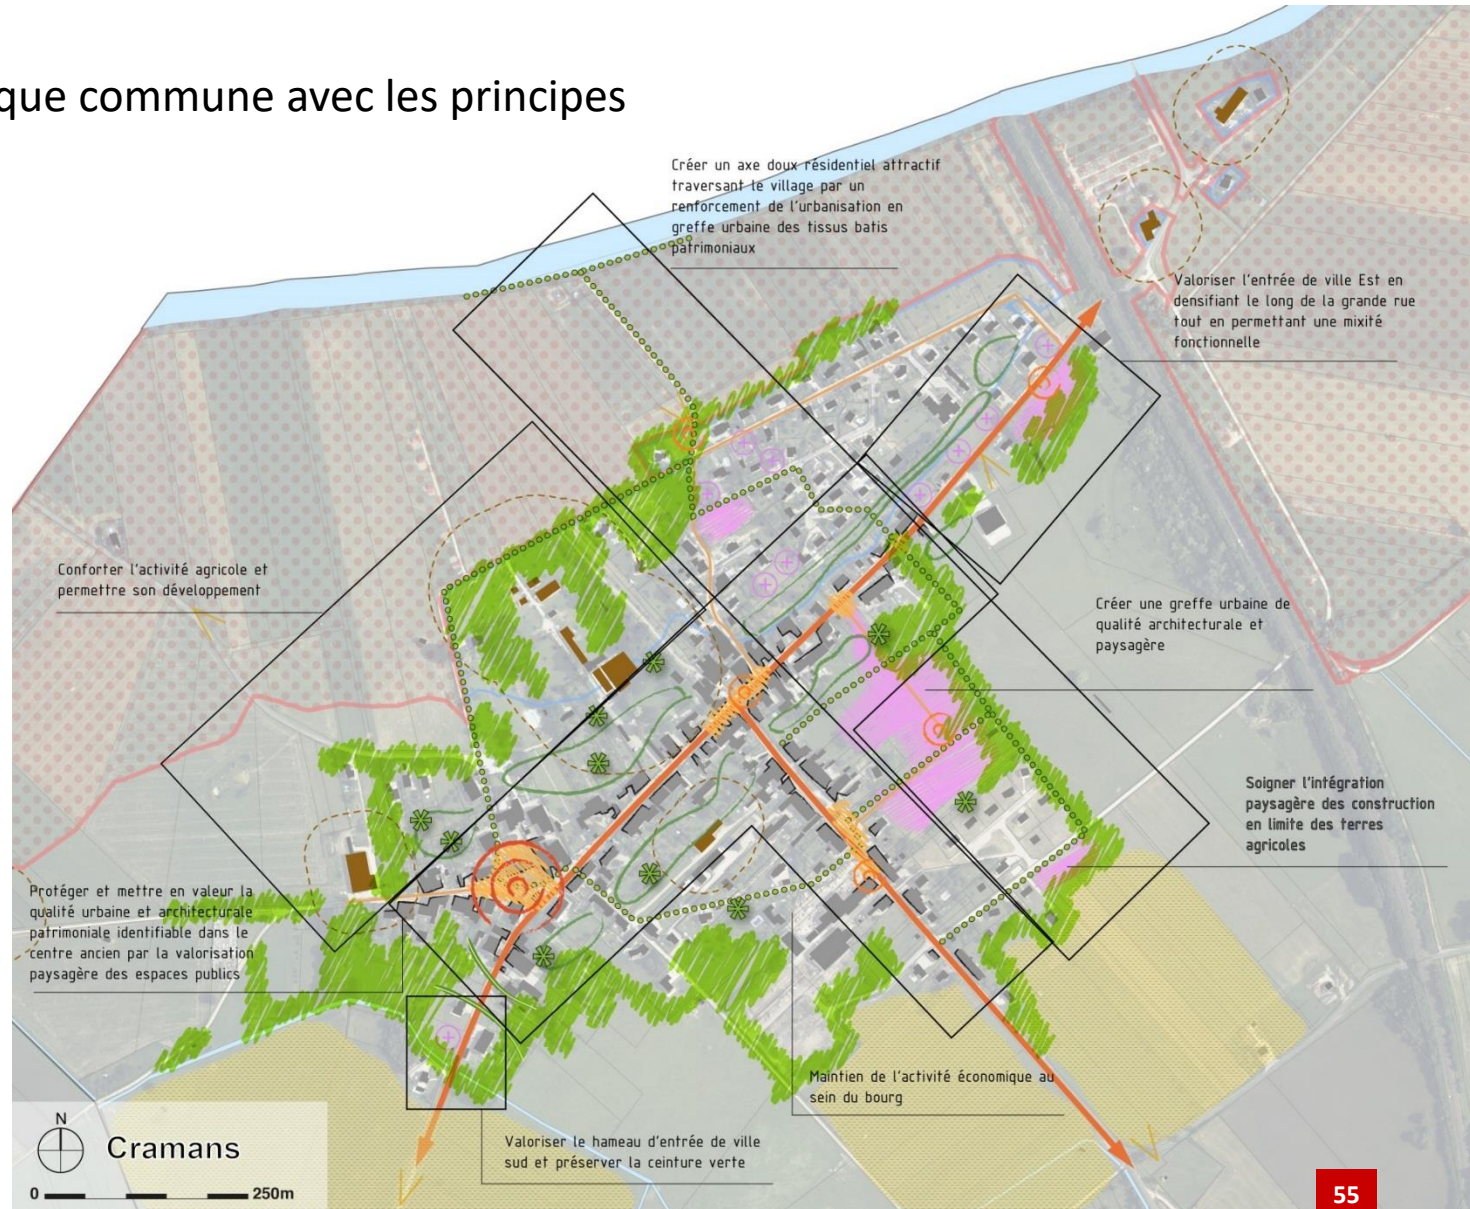 que commune avec les principes
Créer un axe doux résidentiel attractif
traversant le village par un
renforcement de l'urbanisation en
greffe urbaine des tissus batis
patrimoniaux
Valoriser l'entrée de ville Est en
densifiant le long de la grande rue
tout en permettant une mixité
fonctionnelle
Conforter l'activité agricole et
permettre son développement
Créer une greffe urbaine de
qualité architecturale et
paysagère
Soigner l'intégration
paysagère des construction
en limite des terres
agricoles
Protéger et mettre en valeur la
qualité urbaine et architecturale
patrimoniale identifiable dans le
centre ancien par la valorisation
paysagère des espaces publics
Maintien de l'activité économique au
sein du bourg
Valoriser le hameau d'entrée de ville
sud et préserver la ceinture verte
N
Cramans
0 250m
55